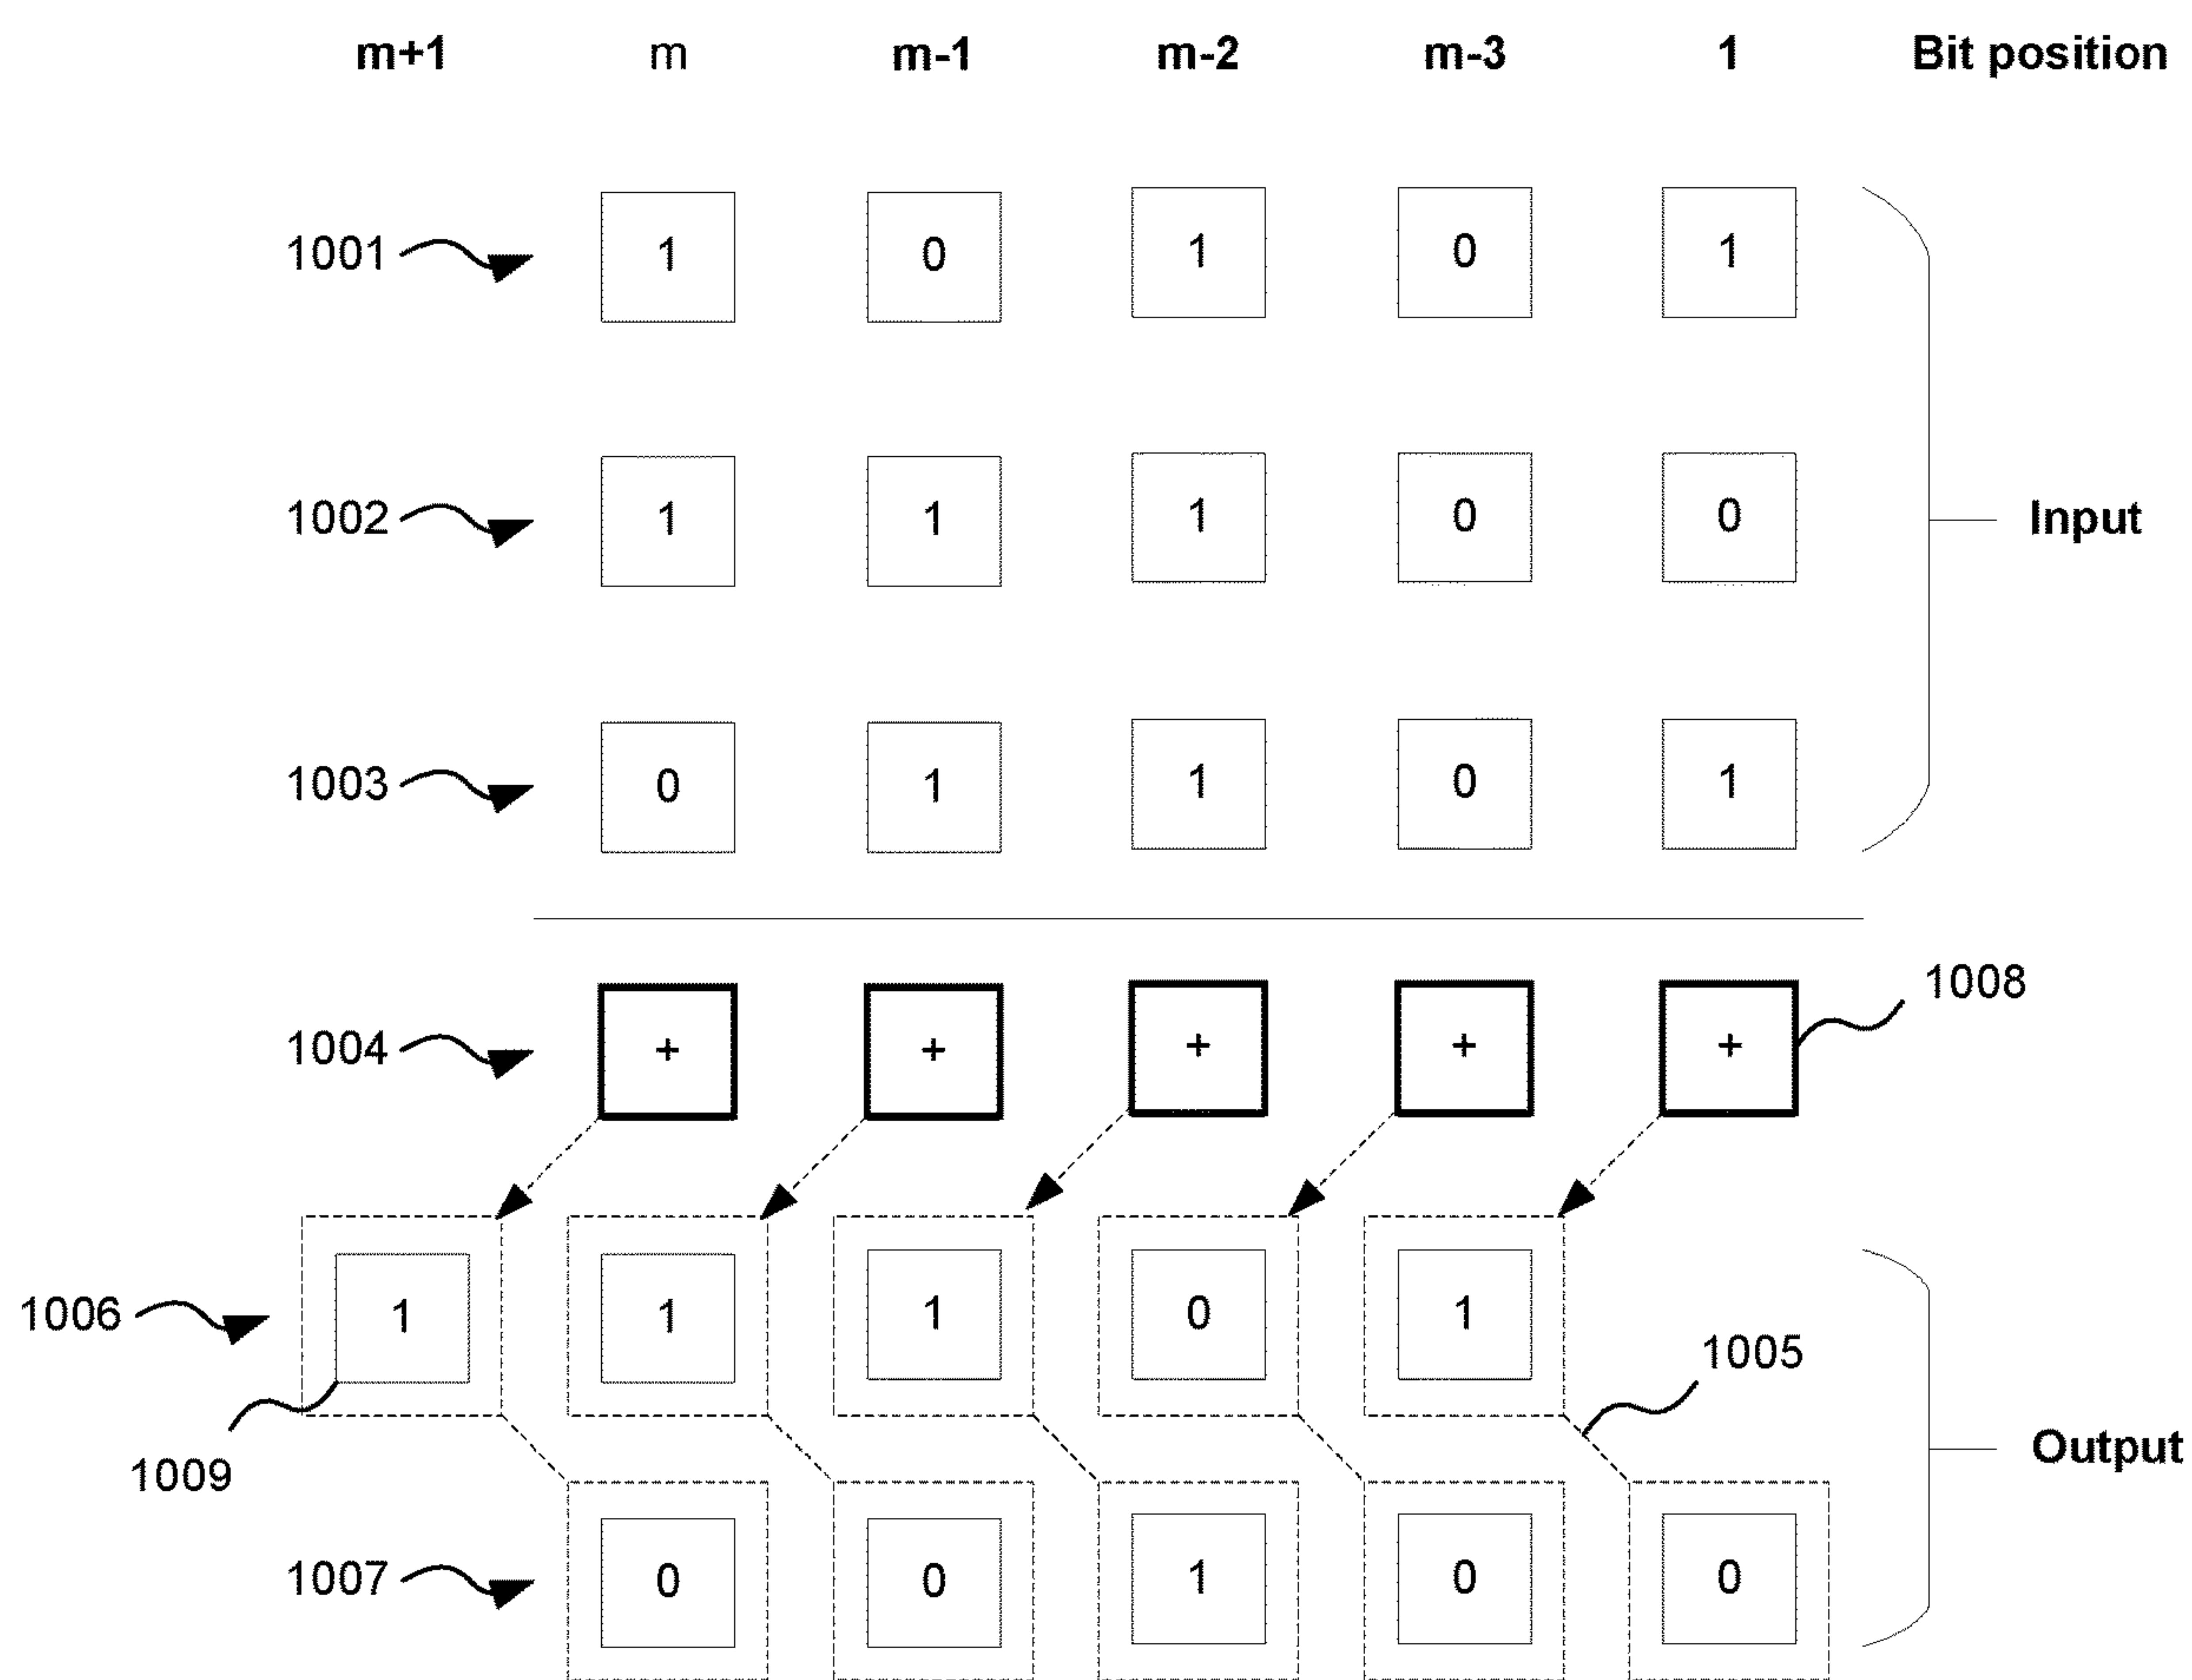 m+1 m m-1 m-2 m-3 1 Bit position
1001 1 0 1 0 1
1002 1 1 1 0 0 Input
1003 0 1 1 0 1
1008
1004 + + + + +
1006 1 1 1 0 1
1005
1009 Output
1007 0 0 1 0 0